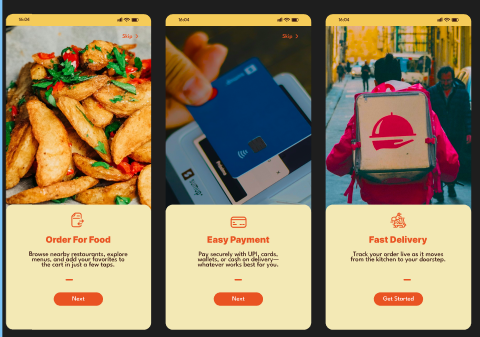 16:04
Skip >
Order For Food
Browse nearby restaurants, explore
menus, and add your favorites to
the cart in just a few taps.
Next
16:04
Skip >
Easy Payment
Pay securely with UPI, cards,
wallets, or cash on delivery—
whatever works best for you.
Next
16:04
Fast Delivery
Track your order live as it moves
from the kitchen to your doorstep.
Get Started